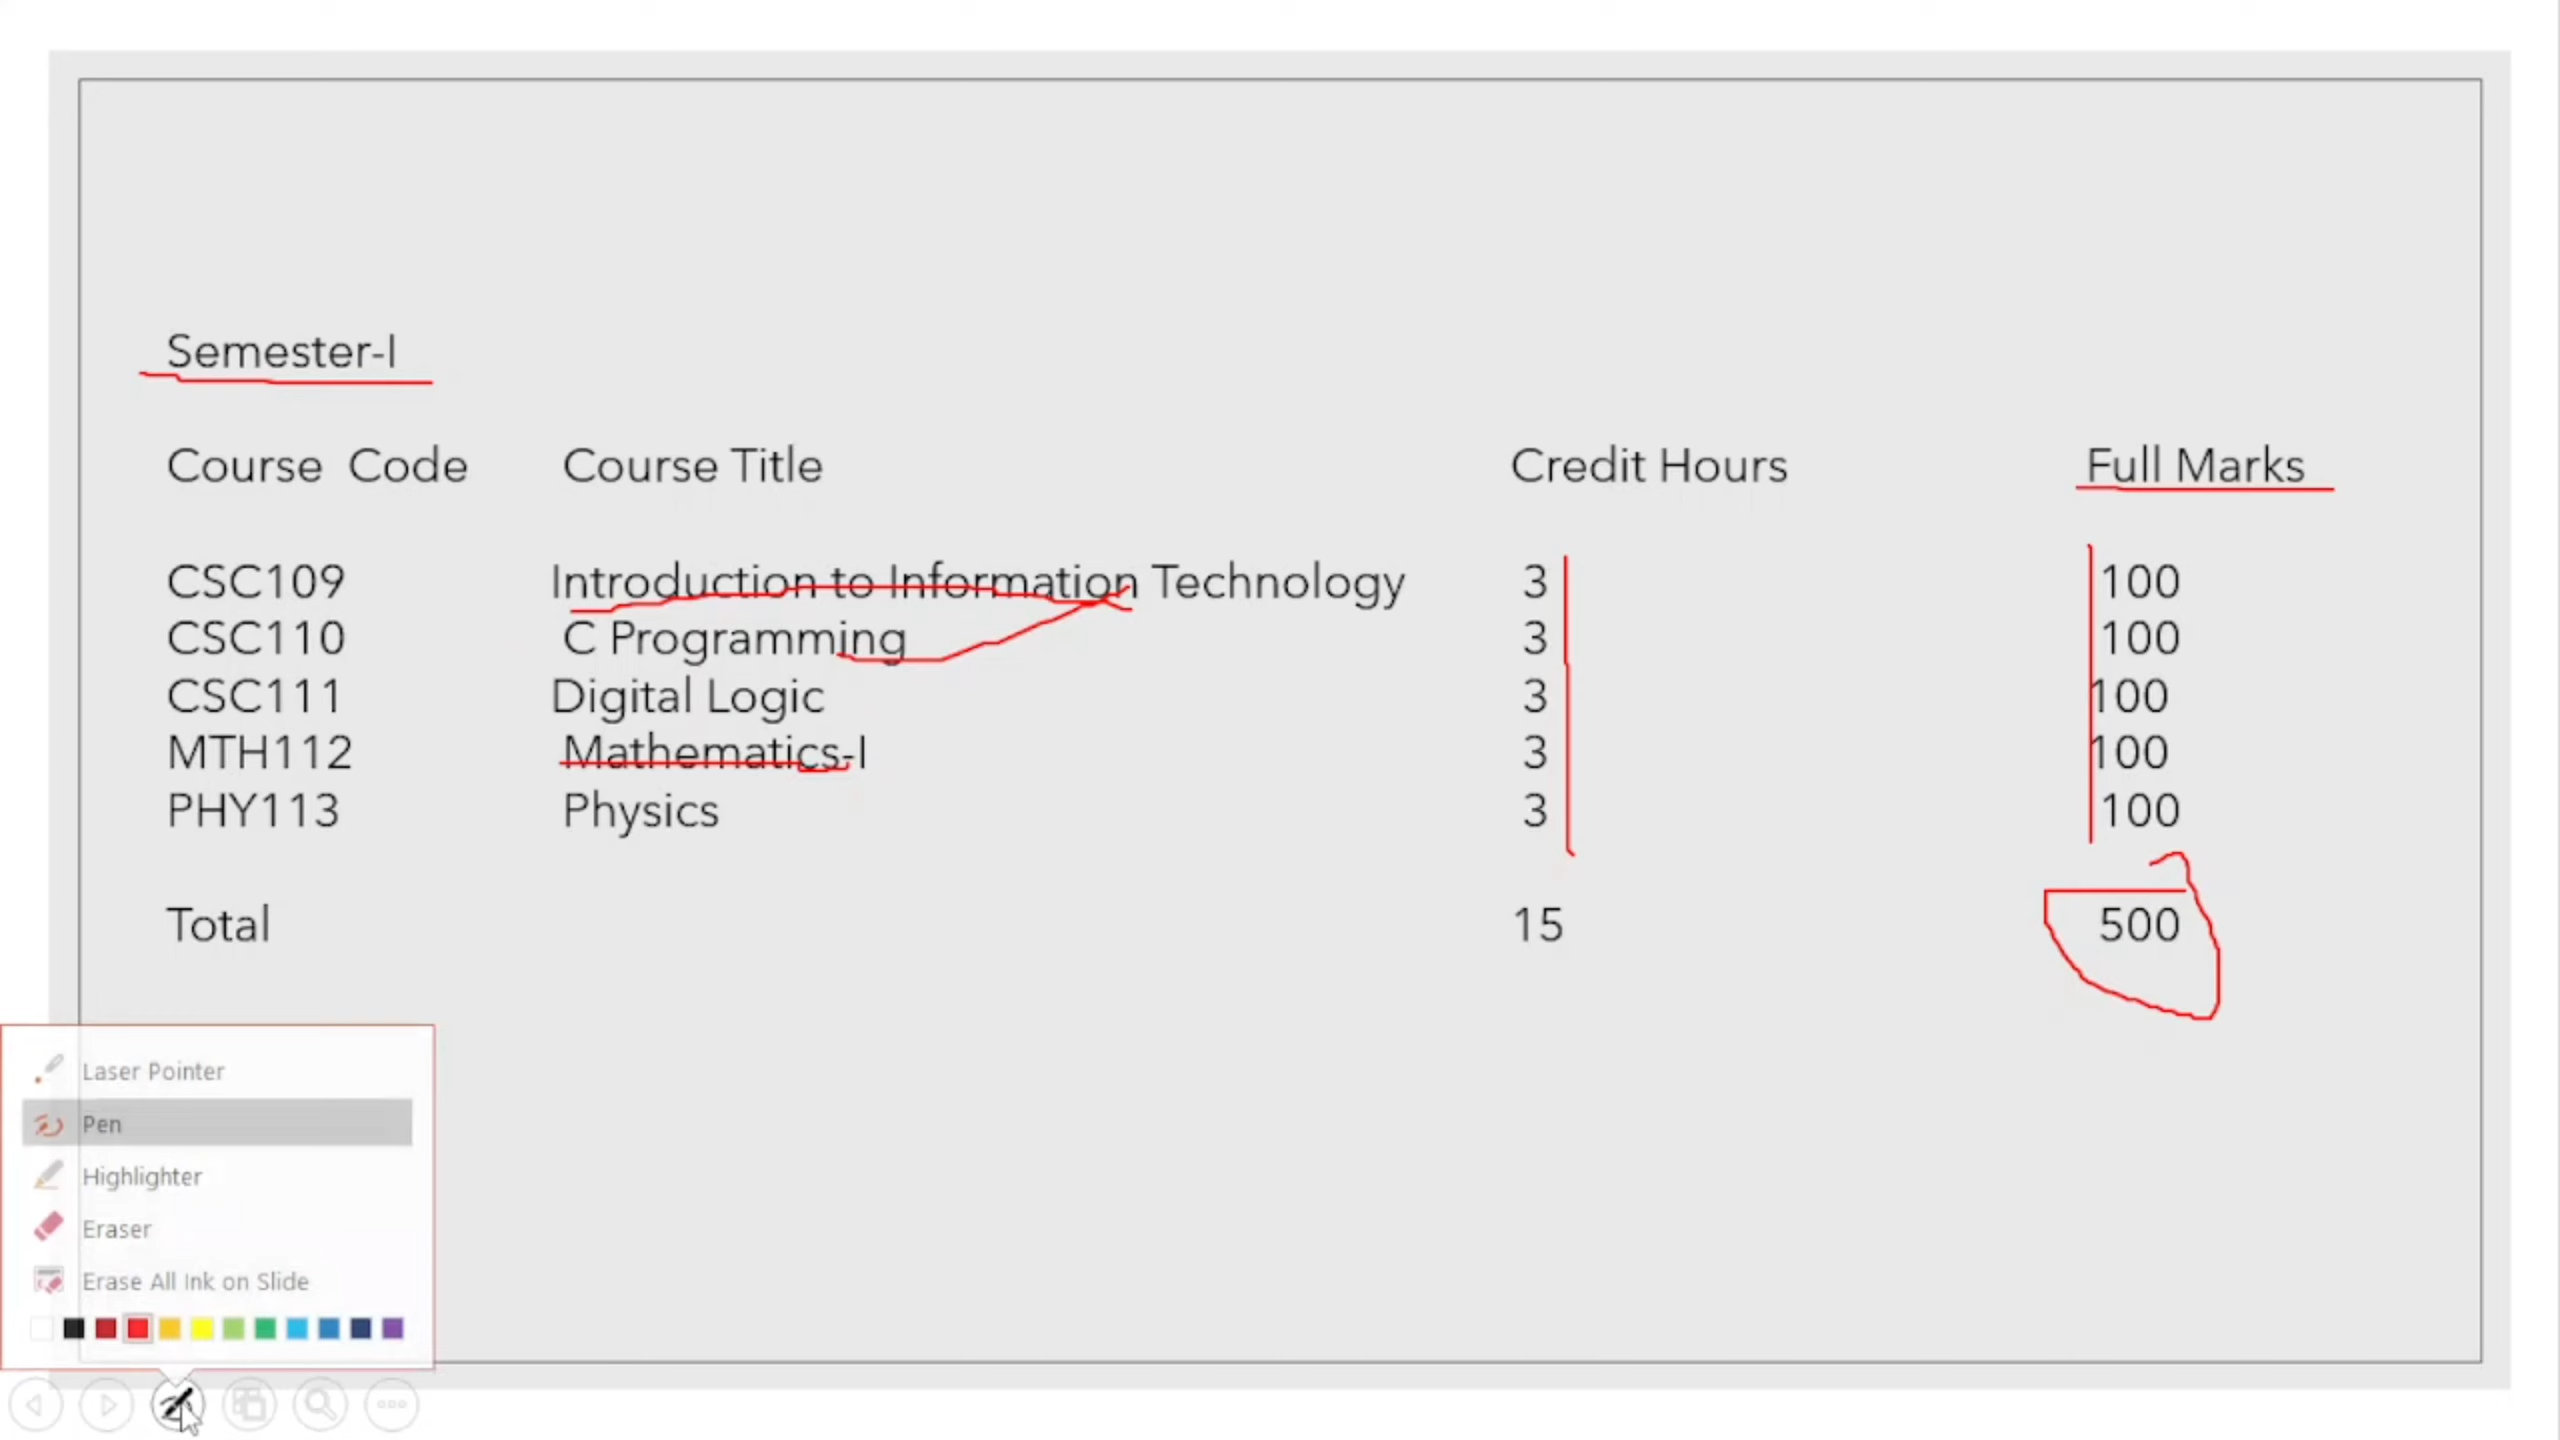 Semester-I
Course Code Course Title Credit Hours Full Marks
CSC109 Introduction to Information Technology 3 100
CSC110 C Programming 3 100
CSC111 Digital Logic 3 100
MTH112 Mathematics-I 3 100
PHY113 Physics 3 100
Total 15 500
Laser Pointer
Pen
Highlighter
Eraser
Erase All Ink on Slide